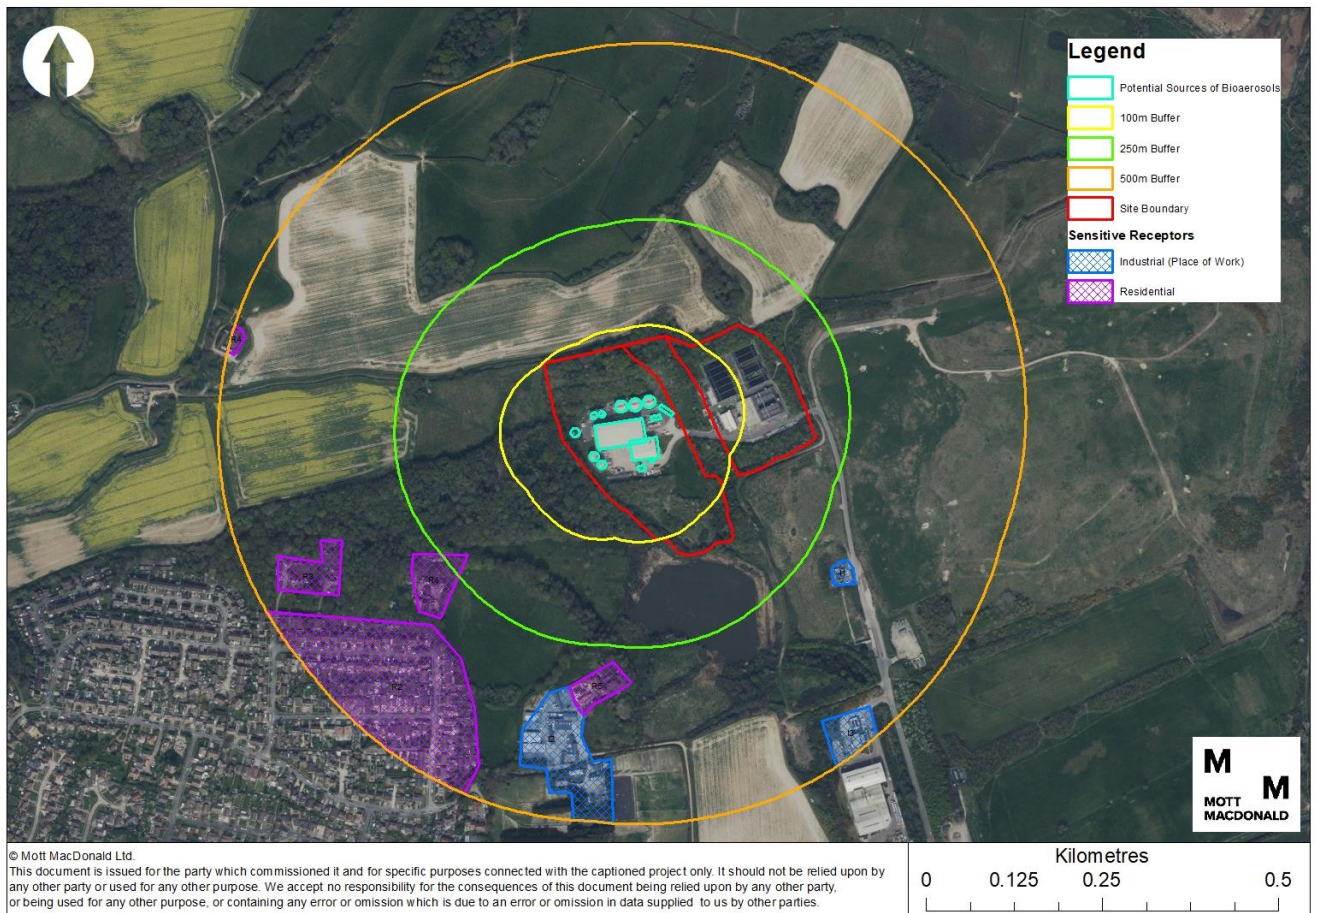 Legend
Potential Sources of Bioaerosols
100m Buffer
250m Buffer
500m Buffer
Site Boundary
Sensitive Receptors
Industrial (Place of Work)
Residential
R4
R3
R2
R5
I3
M
M
MOTT
MACDONALD
© Mott MacDonald Ltd.
This document is issued for the party which commissioned it and for specific purposes connected with the captioned project only. It should not be relied upon by
any other party or used for any other purpose. We accept no responsibility for the consequences of this document being relied upon by any other party,
or being used for any other purpose, or containing any error or omission which is due to an error or omission in data supplied to us by other parties.
Kilometres
0 0.125 0.25 0.5